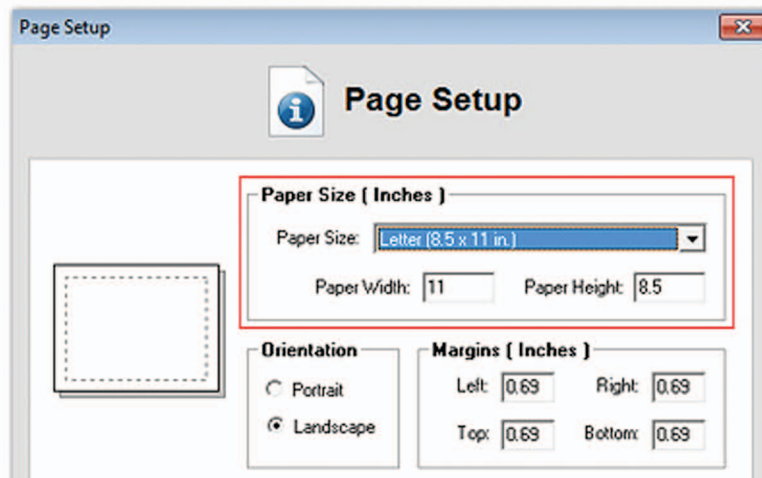 Page Setup
Page Setup
Paper Size ( Inches )
Paper Size: Letter (8.5 x 11 in.)
Paper Width: 11 Paper Height: 8.5
Orientation
Portrait
Landscape
Margins ( Inches )
Left: 0.69 Right: 0.69
Top: 0.69 Bottom: 0.69